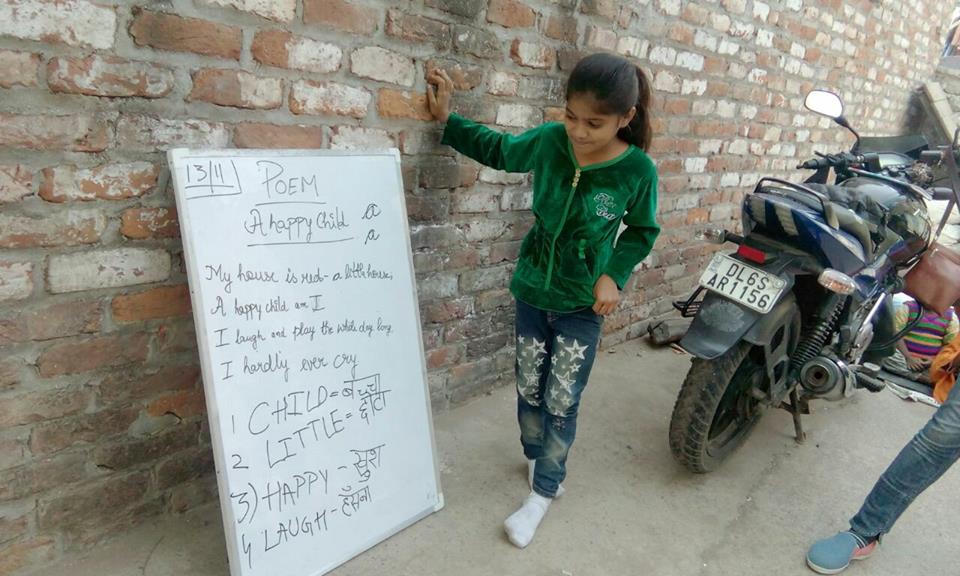 13/11
POEM
A happy Child
a
a
My house is red - a little house,
A happy child am I
I laugh and play the whole day long,
I hardly ever cry
1 CHILD = बच्चा
2 LITTLE = छोटा
3) HAPPY - खुश
4 LAUGH - हँसना
DL6S
AR1156